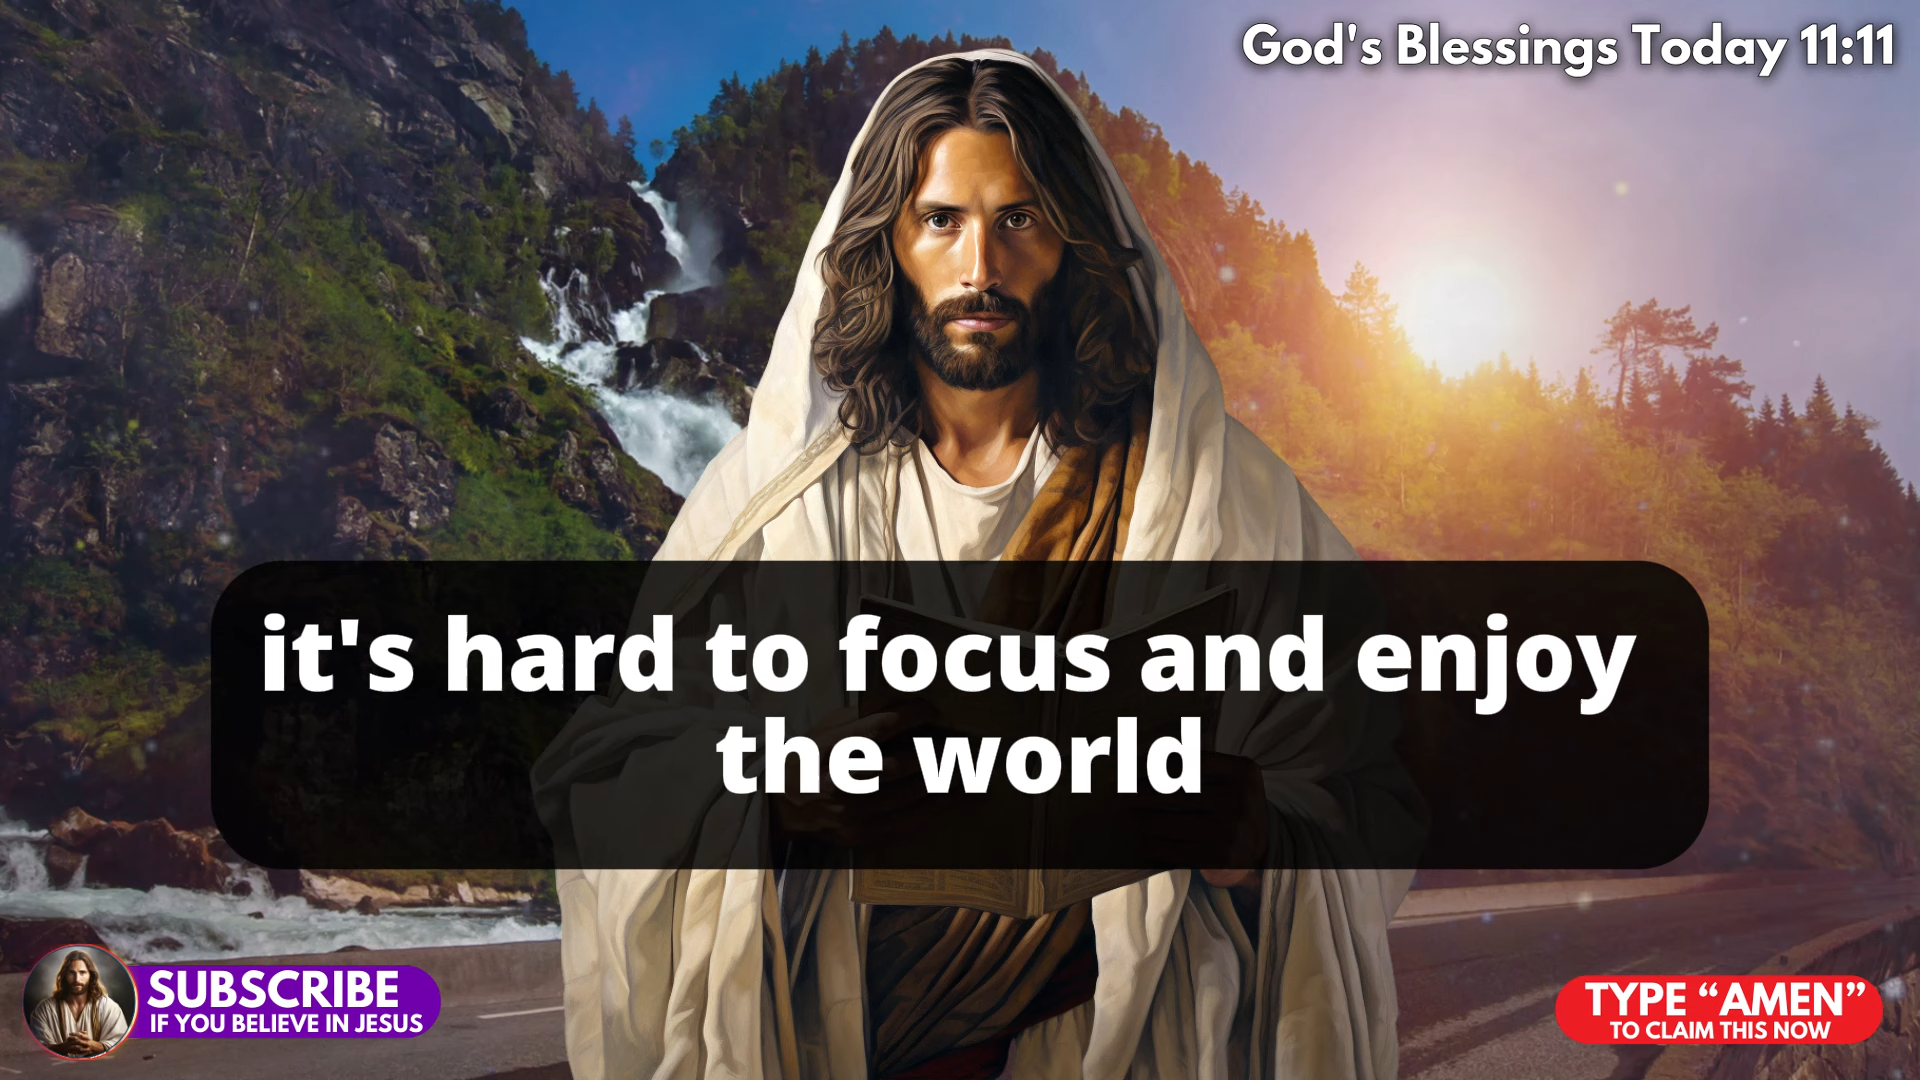 God's Blessings Today 11:11
it's hard to focus and enjoy
the world
SUBSCRIBE
IF YOU BELIEVE IN JESUS
TYPE “AMEN”
TO CLAIM THIS NOW